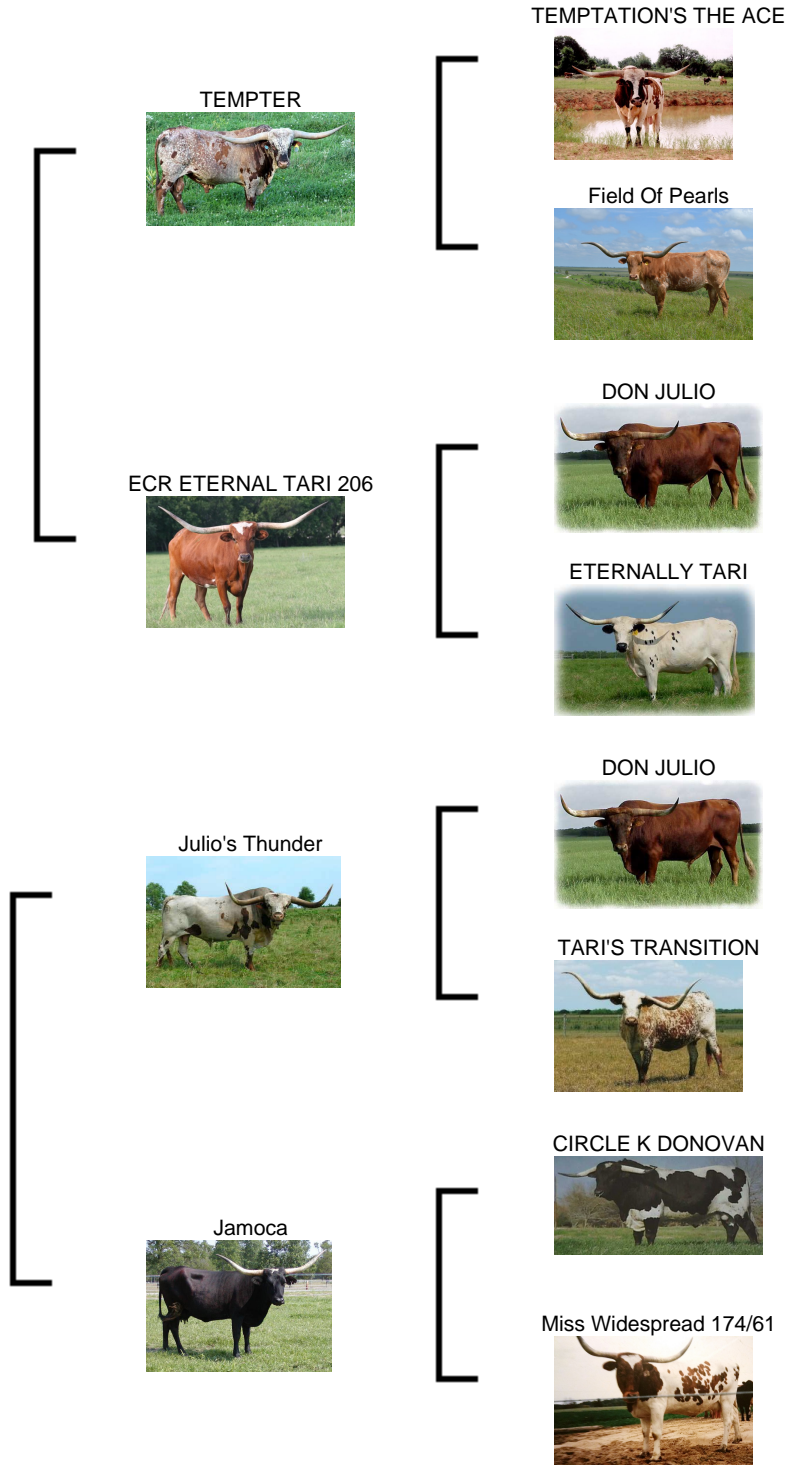 TEMPTATION'S THE ACE
TEMPTER
Field Of Pearls
DON JULIO
ECR ETERNAL TARI 206
ETERNALLY TARI
DON JULIO
Julio's Thunder
TARI'S TRANSITION
CIRCLE K DONOVAN
Jamoca
Miss Widespread 174/61